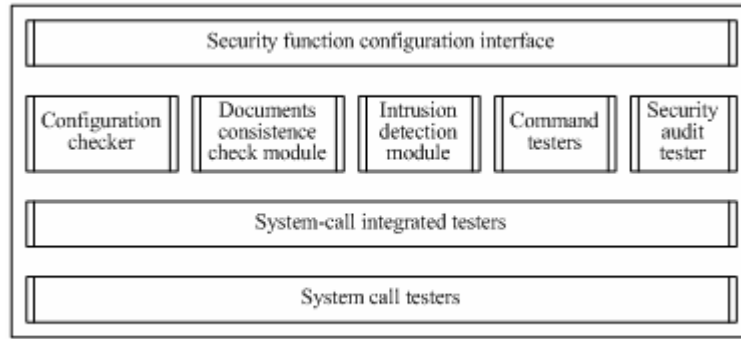 Security function configuration interface
Configuration
checker
Documents
consistence
check module
Intrusion
detection
module
Command
testers
Security
audit
tester
System-call integrated testers
System call testers